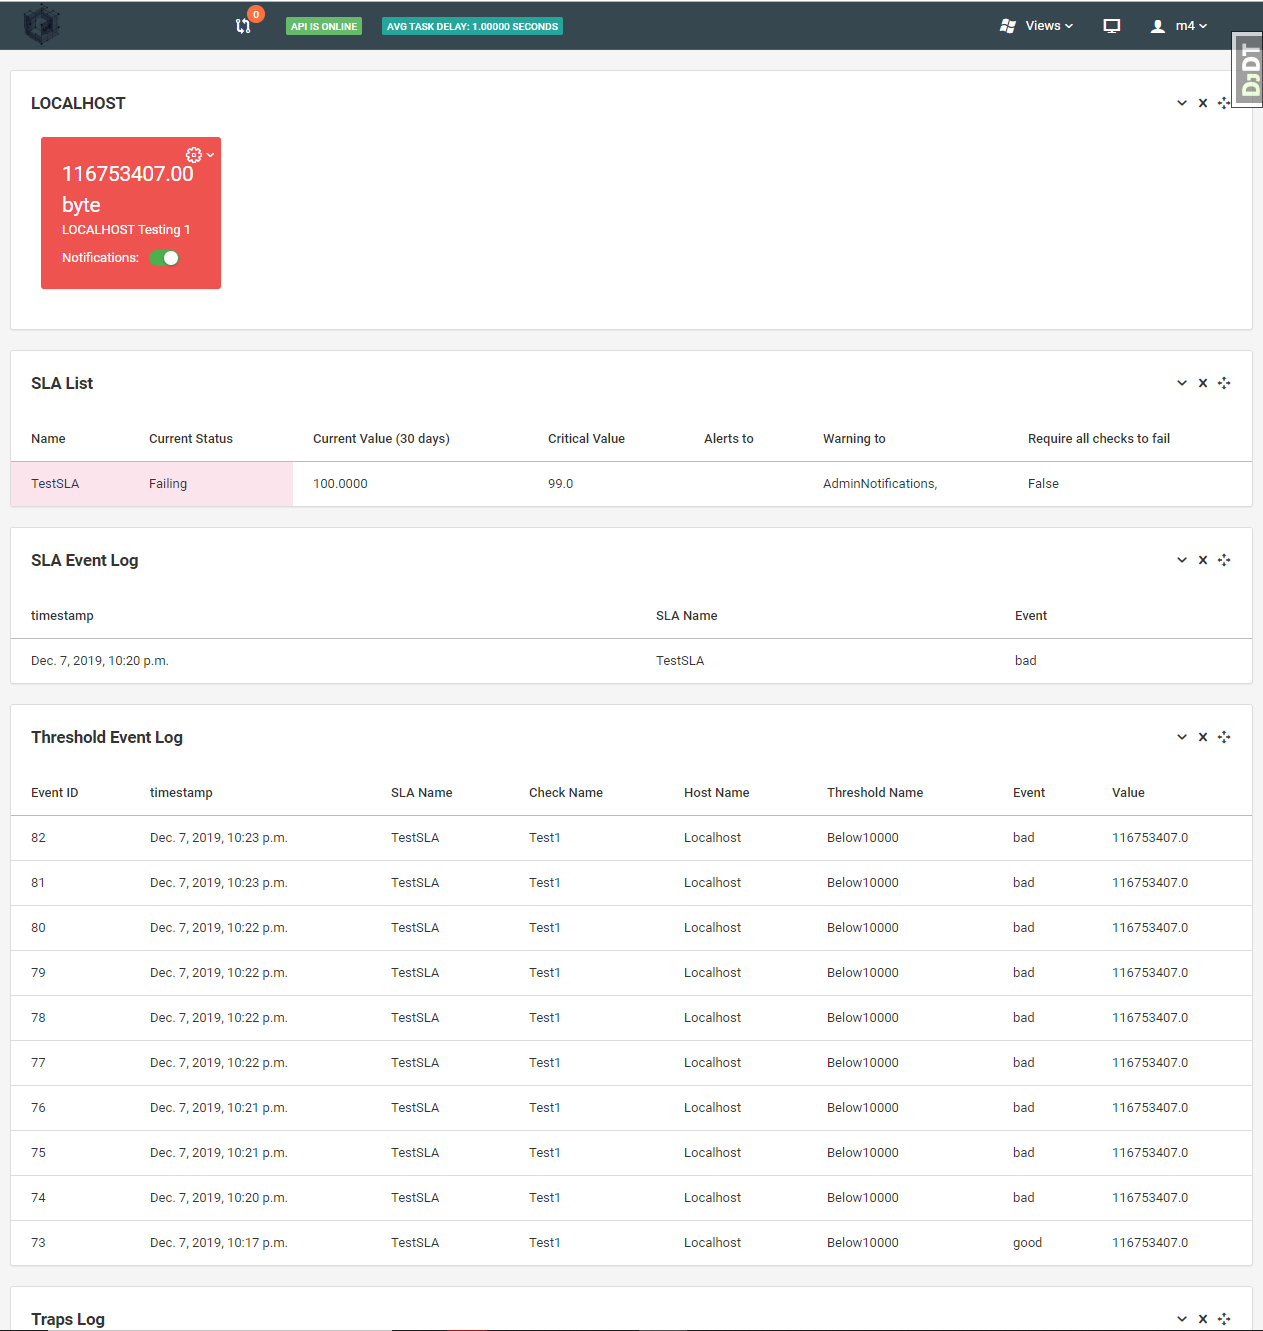 0
API IS ONLINE
AVG TASK DELAY: 1.00000 SECONDS
Views
m4
DjDT
LOCALHOST
116753407.00
byte
LOCALHOST Testing 1
Notifications:
SLA List
Name Current Status Current Value (30 days) Critical Value Alerts to Warning to Require all checks to fail
TestSLA Failing 100.0000 99.0 AdminNotifications, False
SLA Event Log
timestamp SLA Name Event
Dec. 7, 2019, 10:20 p.m. TestSLA bad
Threshold Event Log
Event ID timestamp SLA Name Check Name Host Name Threshold Name Event Value
82 Dec. 7, 2019, 10:23 p.m. TestSLA Test1 Localhost Below10000 bad 116753407.0
81 Dec. 7, 2019, 10:23 p.m. TestSLA Test1 Localhost Below10000 bad 116753407.0
80 Dec. 7, 2019, 10:22 p.m. TestSLA Test1 Localhost Below10000 bad 116753407.0
79 Dec. 7, 2019, 10:22 p.m. TestSLA Test1 Localhost Below10000 bad 116753407.0
78 Dec. 7, 2019, 10:22 p.m. TestSLA Test1 Localhost Below10000 bad 116753407.0
77 Dec. 7, 2019, 10:22 p.m. TestSLA Test1 Localhost Below10000 bad 116753407.0
76 Dec. 7, 2019, 10:21 p.m. TestSLA Test1 Localhost Below10000 bad 116753407.0
75 Dec. 7, 2019, 10:21 p.m. TestSLA Test1 Localhost Below10000 bad 116753407.0
74 Dec. 7, 2019, 10:20 p.m. TestSLA Test1 Localhost Below10000 bad 116753407.0
73 Dec. 7, 2019, 10:17 p.m. TestSLA Test1 Localhost Below10000 good 116753407.0
Traps Log